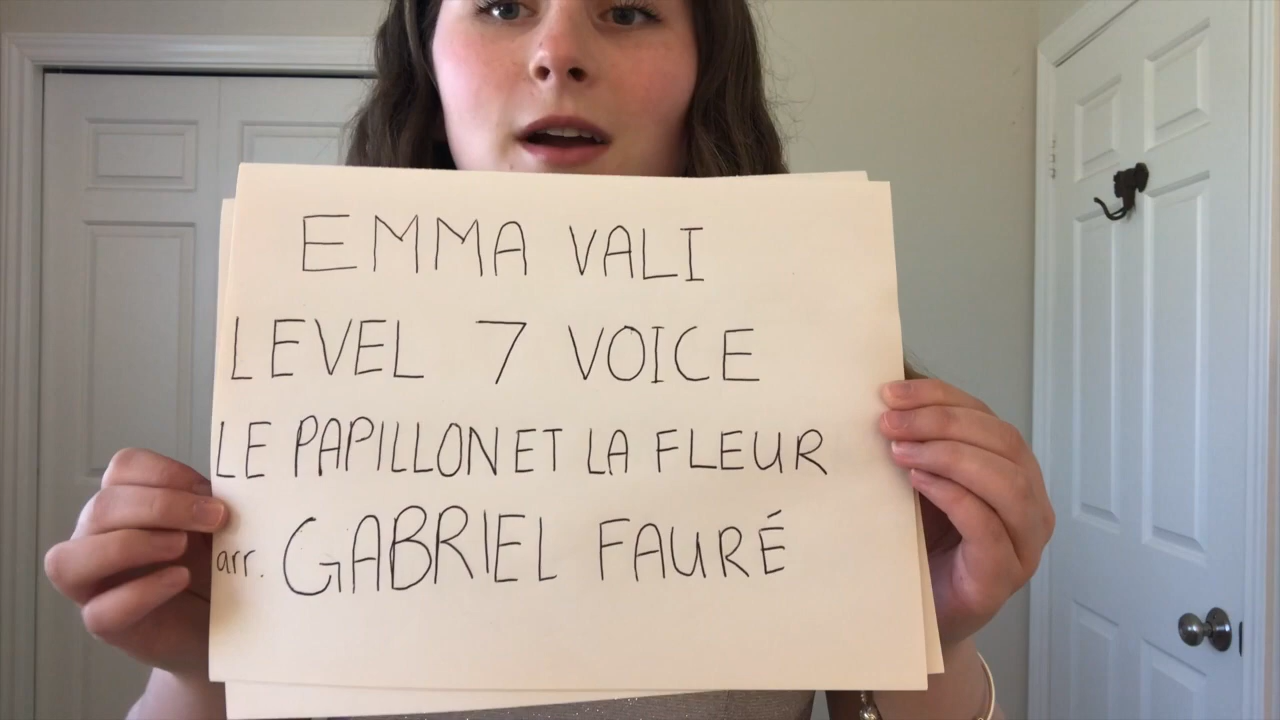 EMMA VALI
LEVEL 7 VOICE
LE PAPILLON ET LA FLEUR
arr. GABRIEL FAURÉ